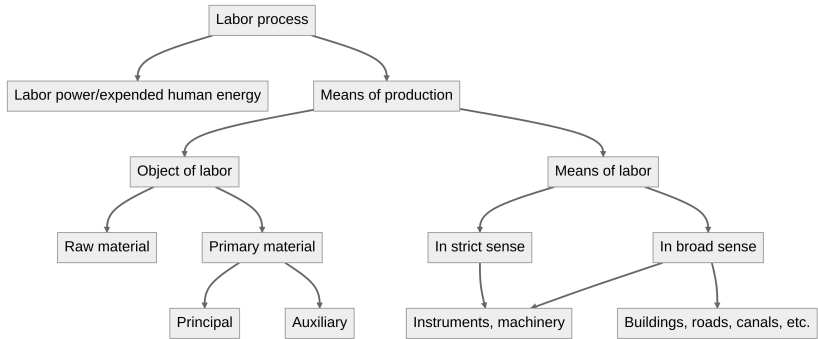 Labor process
Labor power/expended human energy
Means of production
Object of labor
Means of labor
Raw material
Primary material
In strict sense
In broad sense
Principal
Auxiliary
Instruments, machinery
Buildings, roads, canals, etc.